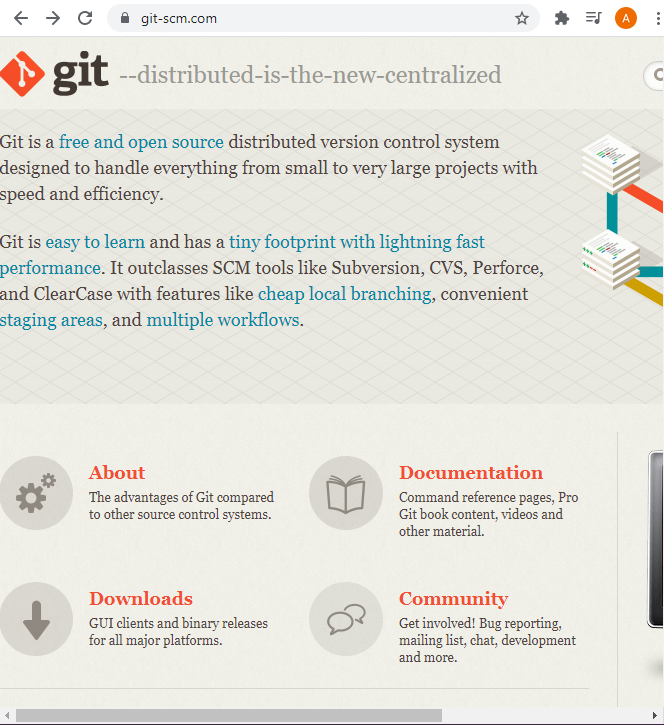 git-scm.com
A
git --distributed-is-the-new-centralized
Git is a free and open source distributed version control system
designed to handle everything from small to very large projects with
speed and efficiency.
Git is easy to learn and has a tiny footprint with lightning fast
performance. It outclasses SCM tools like Subversion, CVS, Perforce,
and ClearCase with features like cheap local branching, convenient
staging areas, and multiple workflows.
About
The advantages of Git compared
to other source control systems.
Documentation
Command reference pages, Pro
Git book content, videos and
other material.
Downloads
GUI clients and binary releases
for all major platforms.
Community
Get involved! Bug reporting,
mailing list, chat, development
and more.